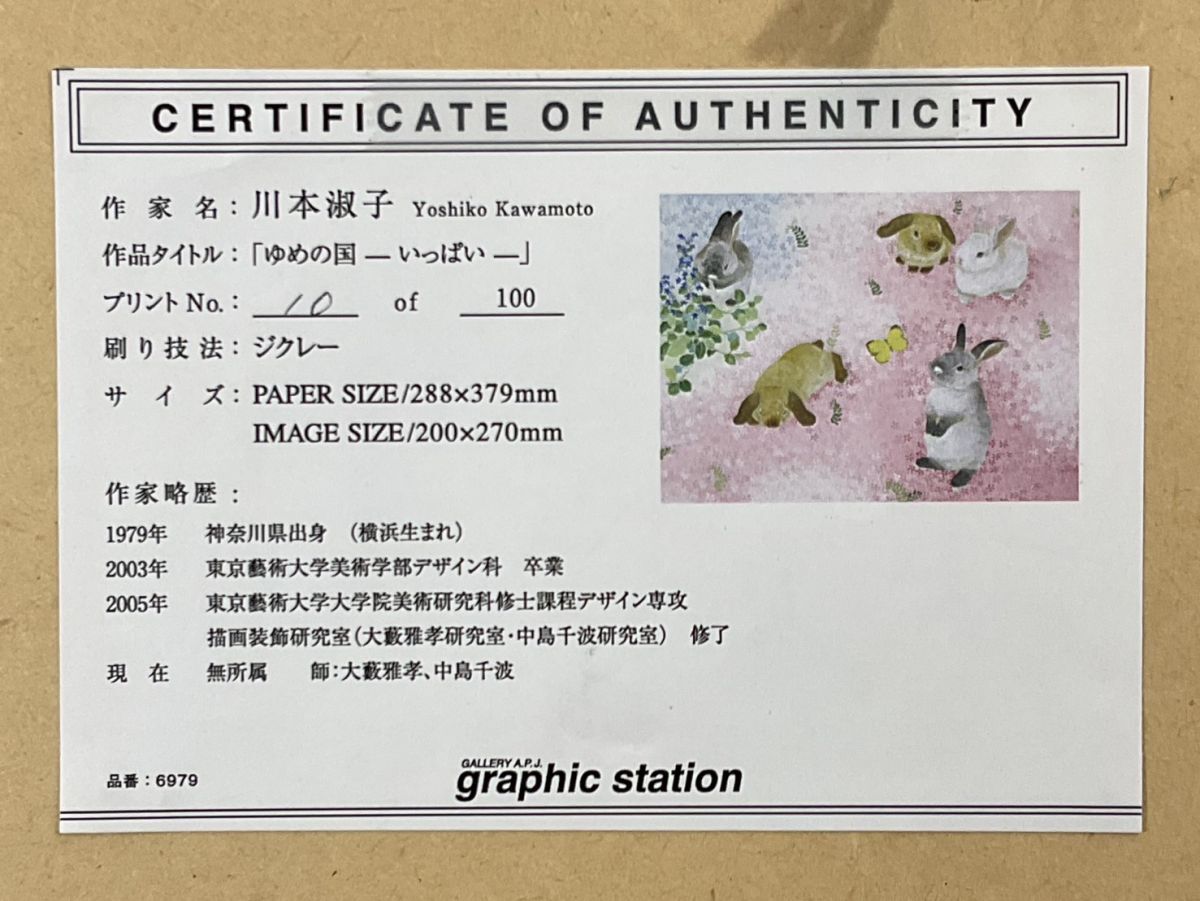 CERTIFICATE OF AUTHENTICITY
作家名：川本淑子 Yoshiko Kawamoto
作品タイトル：「ゆめの国 ― いっぱい ―」
プリントNo.： 10 of 100
刷り技法：ジクレー
サイズ：PAPER SIZE/288×379mm
IMAGE SIZE/200×270mm
作家略歴：
1979年 神奈川県出身 （横浜生まれ）
2003年 東京藝術大学美術学部デザイン科 卒業
2005年 東京藝術大学大学院美術研究科修士課程デザイン専攻
描画装飾研究室（大藪雅孝研究室・中島千波研究室） 修了
現在 無所属 師：大藪雅孝、中島千波
GALLERY A.P.J.
graphic station
品番：6979